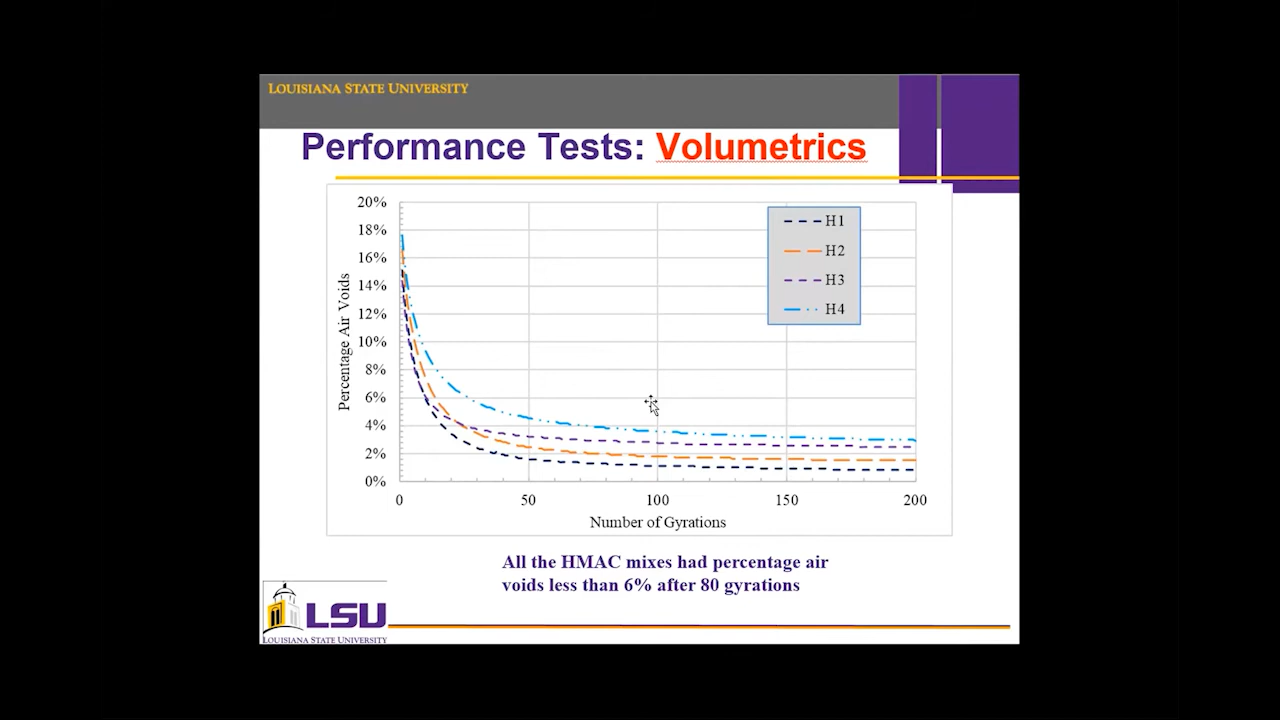 LOUISIANA STATE UNIVERSITY
Performance Tests: Volumetrics
20%
18%
16%
14%
12%
10%
8%
6%
4%
2%
0%
Percentage Air Voids
H1
H2
H3
H4
0 50 100 150 200
Number of Gyrations
All the HMAC mixes had percentage air
voids less than 6% after 80 gyrations
LSU
LOUISIANA STATE UNIVERSITY